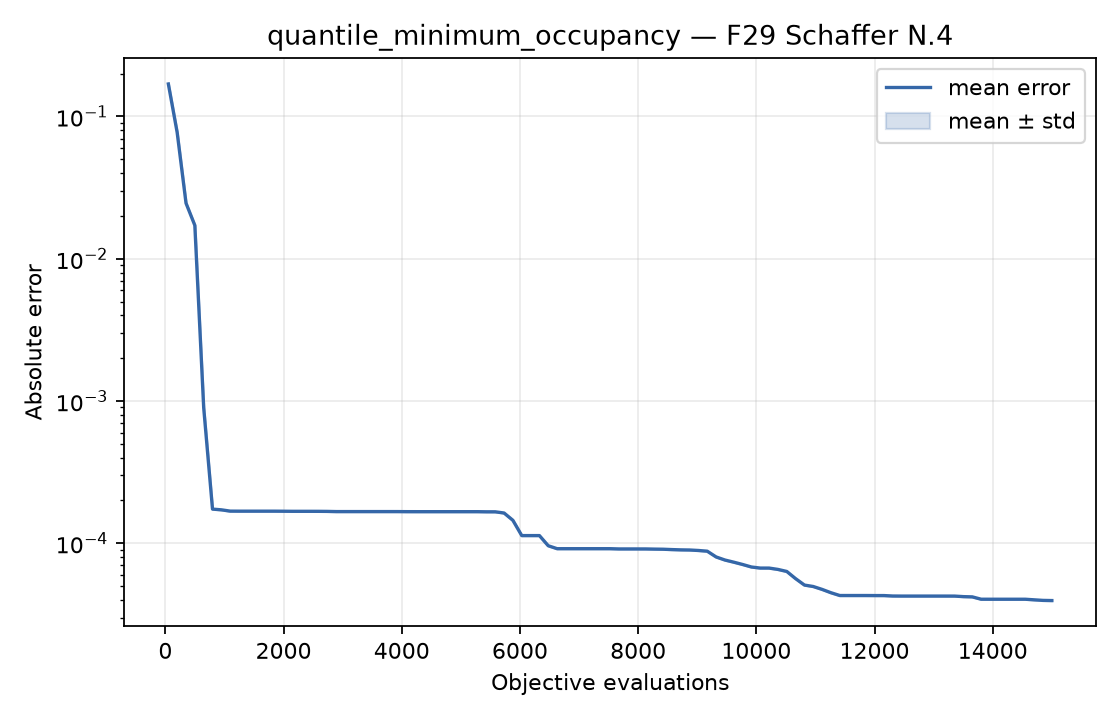 quantile_minimum_occupancy — F29 Schaffer N.4
mean error
mean ± std
Absolute error
10⁻¹
10⁻²
10⁻³
10⁻⁴
0 2000 4000 6000 8000 10000 12000 14000
Objective evaluations